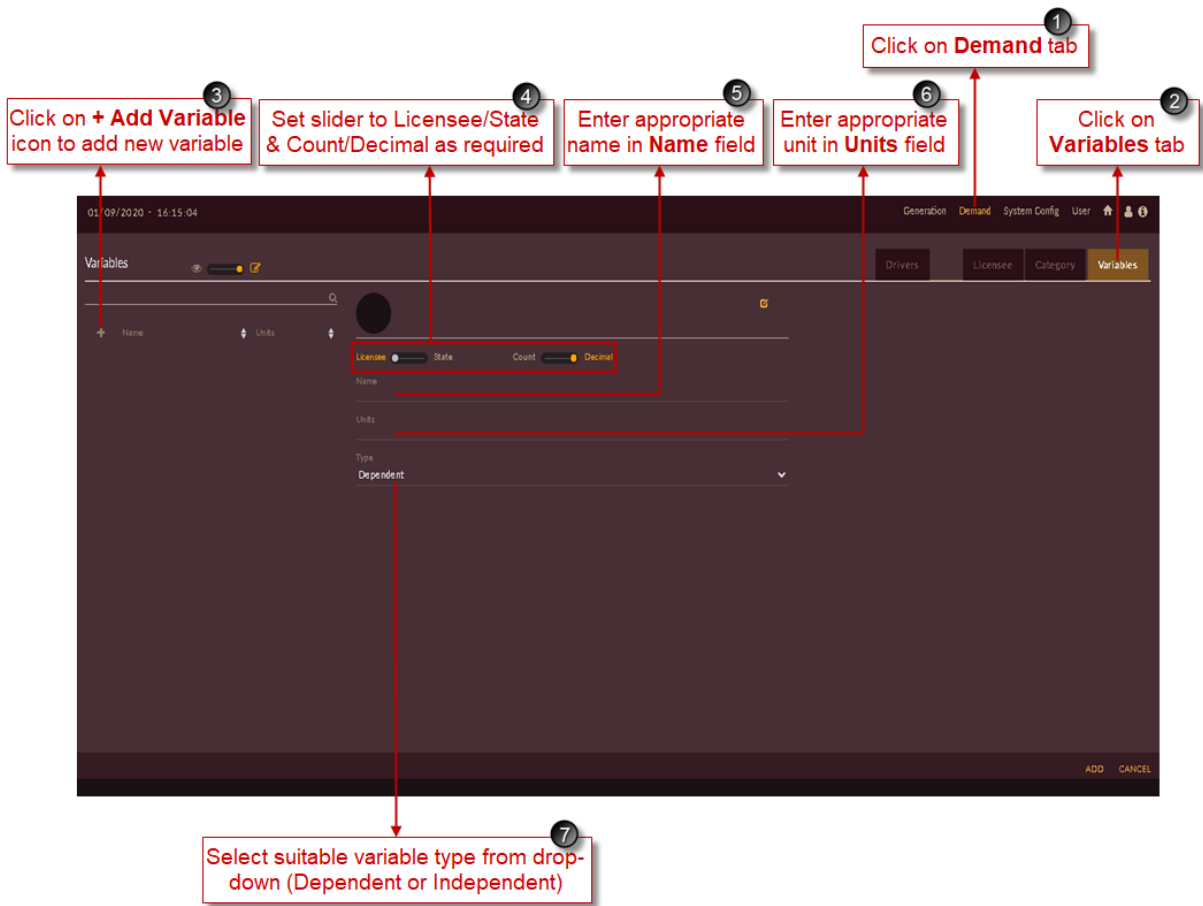 1
Click on Demand tab
3
Click on + Add Variable
icon to add new variable
4
Set slider to Licensee/State
& Count/Decimal as required
5
Enter appropriate
name in Name field
6
Enter appropriate
unit in Units field
2
Click on
Variables tab
01/09/2020 - 16:15:04
Generation Demand System Config User
Variables
Drivers Licensee Category Variables
Name Units
Licensee State Count Decimal
Name
Units
Type
Dependent
ADD CANCEL
7
Select suitable variable type from drop-
down (Dependent or Independent)